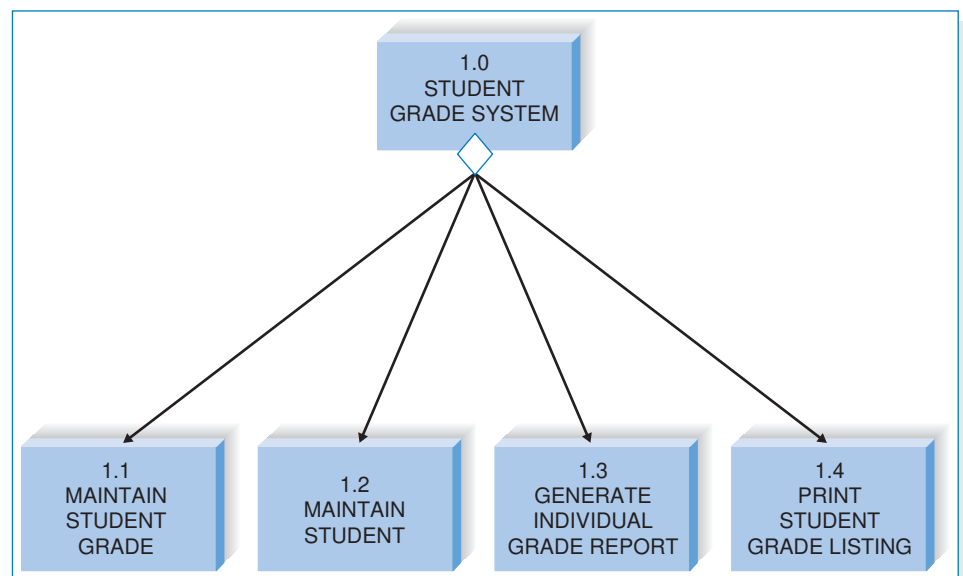 1.0
STUDENT
GRADE SYSTEM
1.1
MAINTAIN
STUDENT
GRADE
1.2
MAINTAIN
STUDENT
1.3
GENERATE
INDIVIDUAL
GRADE REPORT
1.4
PRINT
STUDENT
GRADE LISTING